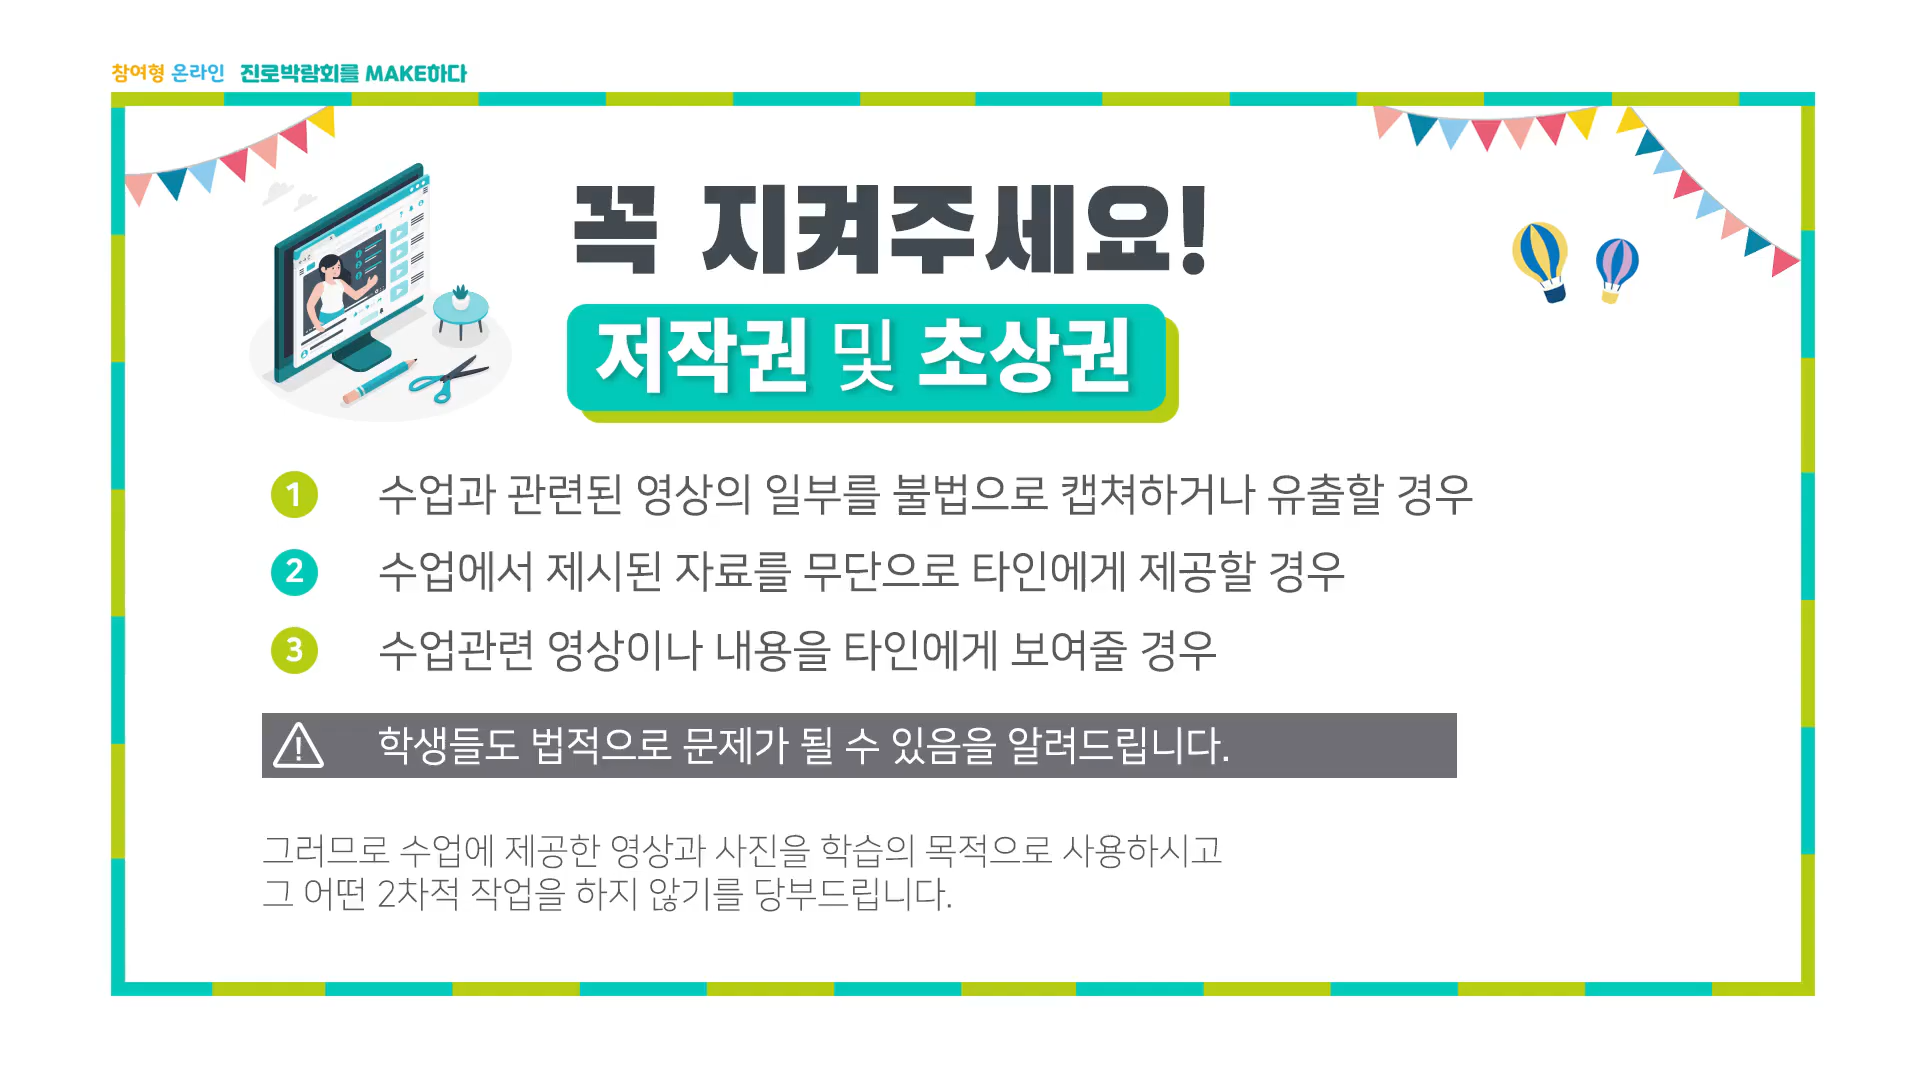 참여형 온라인 진로박람회를 MAKE하다
꼭 지켜주세요!
저작권 및 초상권
1 수업과 관련된 영상의 일부를 불법으로 캡쳐하거나 유출할 경우
2 수업에서 제시된 자료를 무단으로 타인에게 제공할 경우
3 수업관련 영상이나 내용을 타인에게 보여줄 경우
학생들도 법적으로 문제가 될 수 있음을 알려드립니다.
그러므로 수업에 제공한 영상과 사진을 학습의 목적으로 사용하시고
그 어떤 2차적 작업을 하지 않기를 당부드립니다.